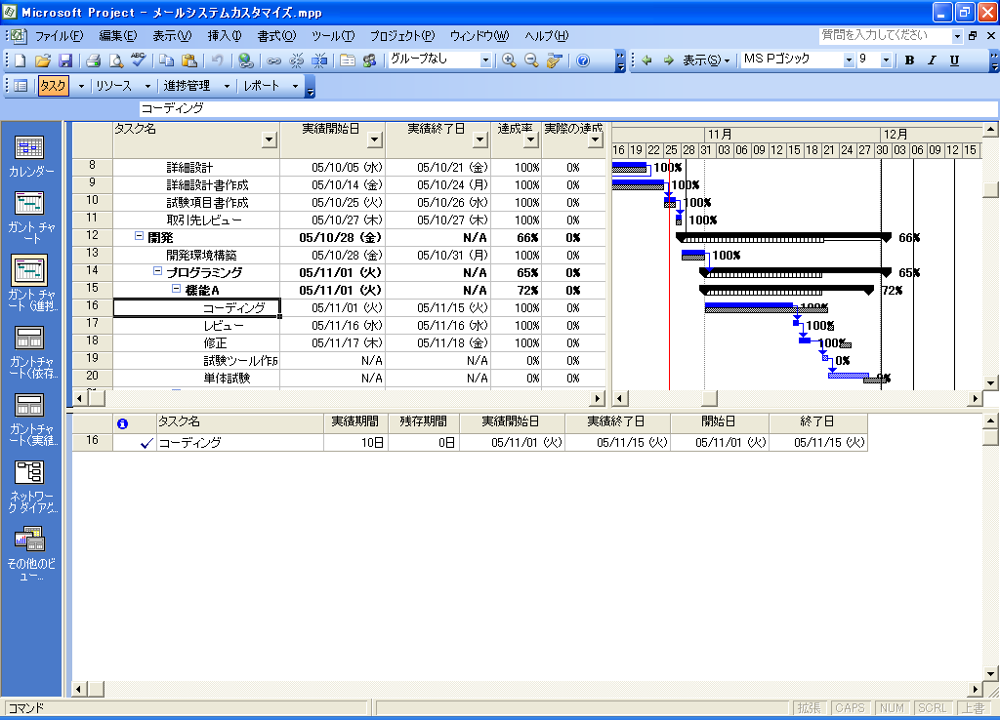 Microsoft Project - メールシステムカスタマイズ.mpp
ファイル(F) 編集(E) 表示(V) 挿入(I) 書式(O) ツール(T) プロジェクト(P) ウィンドウ(W) ヘルプ(H) 質問を入力してください
グループなし 表示(S) MS Pゴシック 9 B I U
タスク リソース 進捗管理 レポート
コーディング
カレンダー
ガント チャート
ガント チャート (進捗..
ガントチャート(依存..
ガントチャート(実績..
ネットワーク ダイアグ..
その他のビュー...
タスク名 実績開始日 実績終了日 達成率 実際の達成
11月 12月
16 19 22 25 28 31 03 06 09 12 15 18 21 24 27 30 03 06 09 12 15
8 詳細設計 05/10/05 (水) 05/10/21 (金) 100% 0% 100%
9 詳細設計書作成 05/10/14 (金) 05/10/24 (月) 100% 0% 100%
10 試験項目書作成 05/10/25 (火) 05/10/26 (水) 100% 0% 100%
11 取引先レビュー 05/10/27 (木) 05/10/27 (木) 100% 0% 100%
12 開発 05/10/28 (金) N/A 66% 0% 66%
13 開発環境構築 05/10/28 (金) 05/10/31 (月) 100% 0% 100%
14 プログラミング 05/11/01 (火) N/A 65% 0% 65%
15 機能A 05/11/01 (火) N/A 72% 0% 72%
16 コーディング 05/11/01 (火) 05/11/15 (火) 100% 0% 100%
17 レビュー 05/11/16 (水) 05/11/16 (水) 100% 0% 100%
18 修正 05/11/17 (木) 05/11/18 (金) 100% 0% 100%
19 試験ツール作成 N/A N/A 0% 0% 0%
20 単体試験 N/A N/A 0% 0% 0%
タスク名 実績期間 残存期間 実績開始日 実績終了日 開始日 終了日
16 コーディング 10日 0日 05/11/01 (火) 05/11/15 (火) 05/11/01 (火) 05/11/15 (火)
コマンド 拡張 CAPS NUM SCRL 上書